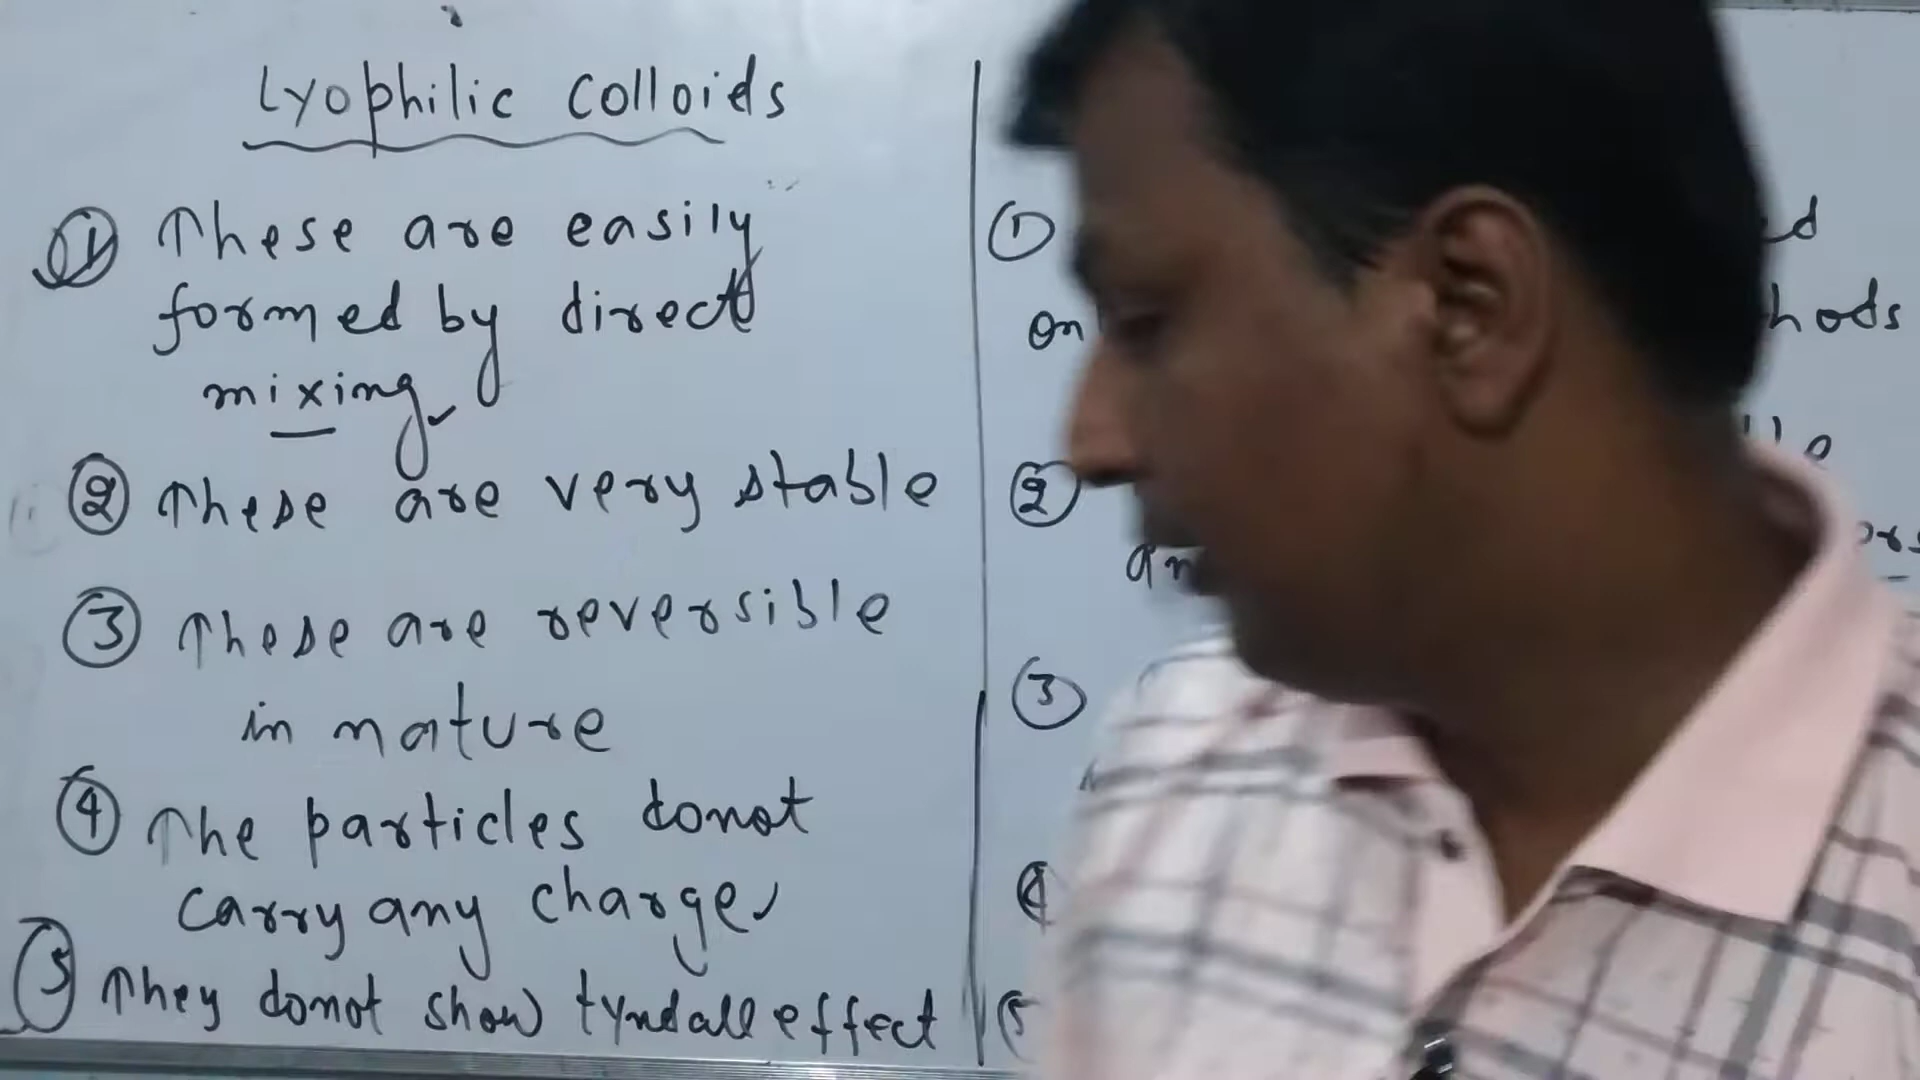 Lyophilic Colloids
① These are easily
formed by direct
mixing
② These are very stable
③ These are reversible
in nature
④ The particles donot
carry any charge
⑤ They donot show tyndall effect
①
on
hods
②
③
④
⑤